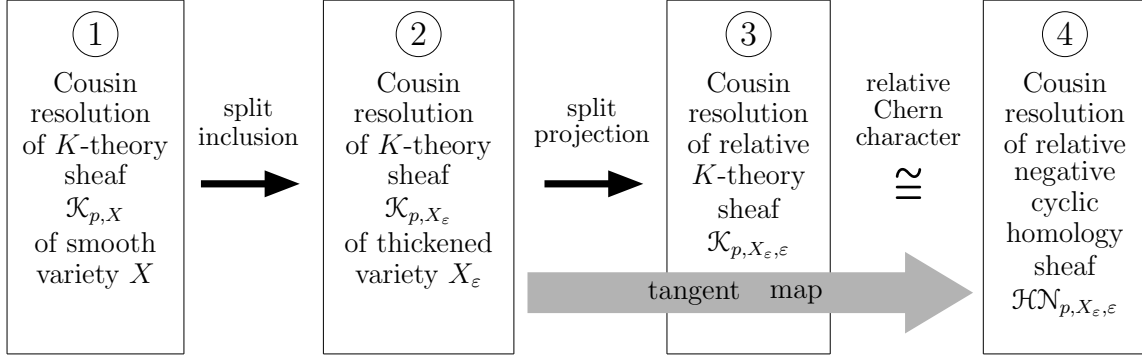 ①
Cousin
resolution
of K-theory
sheaf
𝒦_{p,X}
of smooth
variety X
split
inclusion
②
Cousin
resolution
of K-theory
sheaf
𝒦_{p,X_ε}
of thickened
variety X_ε
split
projection
③
Cousin
resolution
of relative
K-theory
sheaf
𝒦_{p,X_ε,ε}
relative
Chern
character
≅
④
Cousin
resolution
of relative
negative
cyclic
homology
sheaf
ℋ𝒩_{p,X_ε,ε}
tangent map